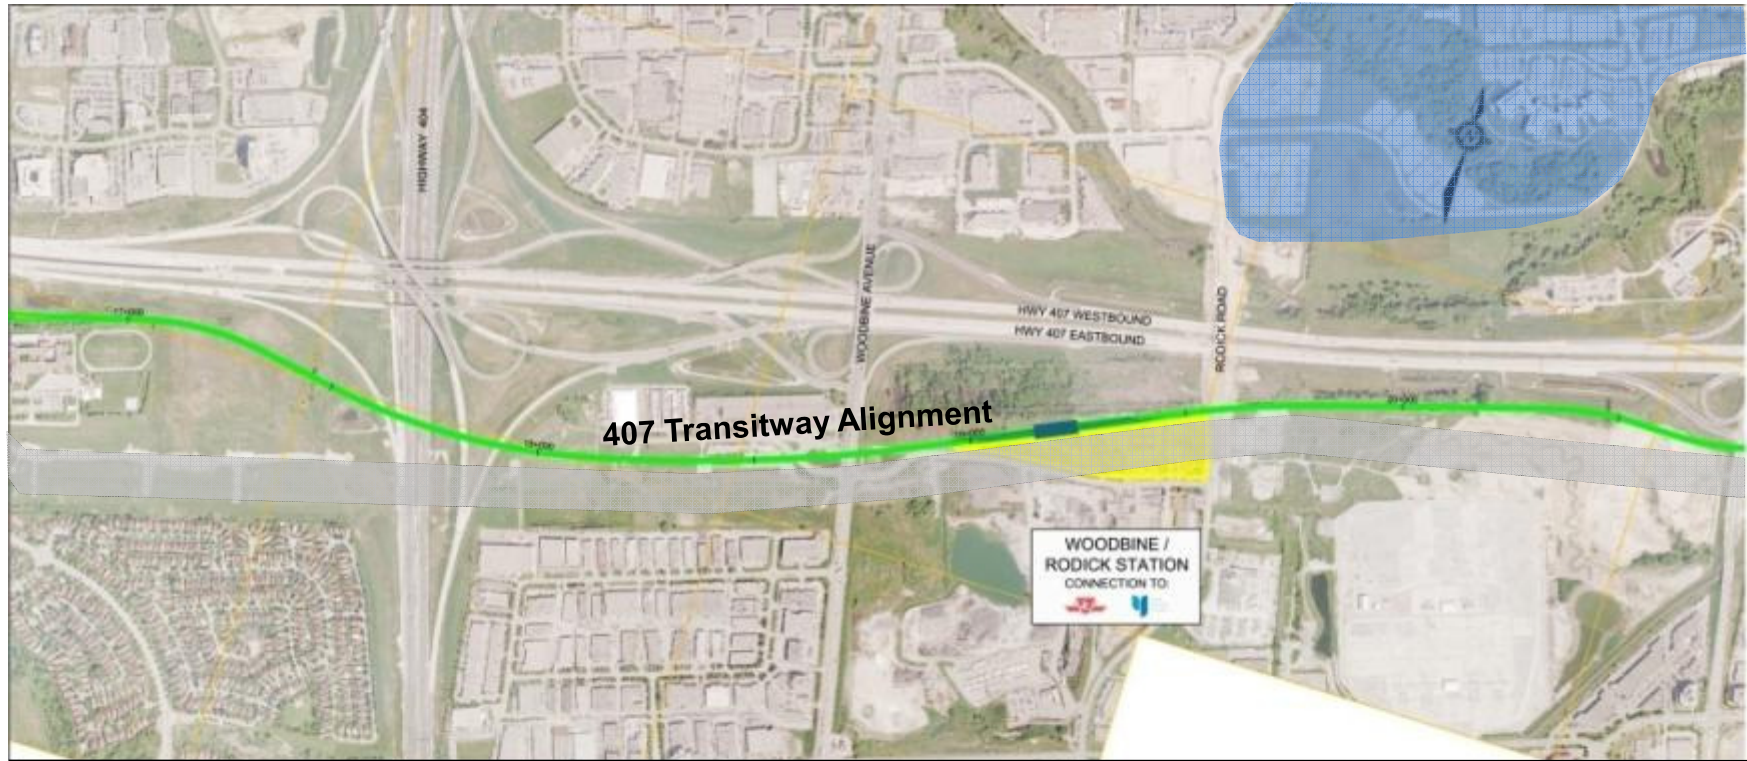 HIGHWAY 404
WOODBINE AVENUE
HWY 407 WESTBOUND
HWY 407 EASTBOUND
RODICK ROAD
407 Transitway Alignment
WOODBINE /
RODICK STATION
CONNECTION TO: